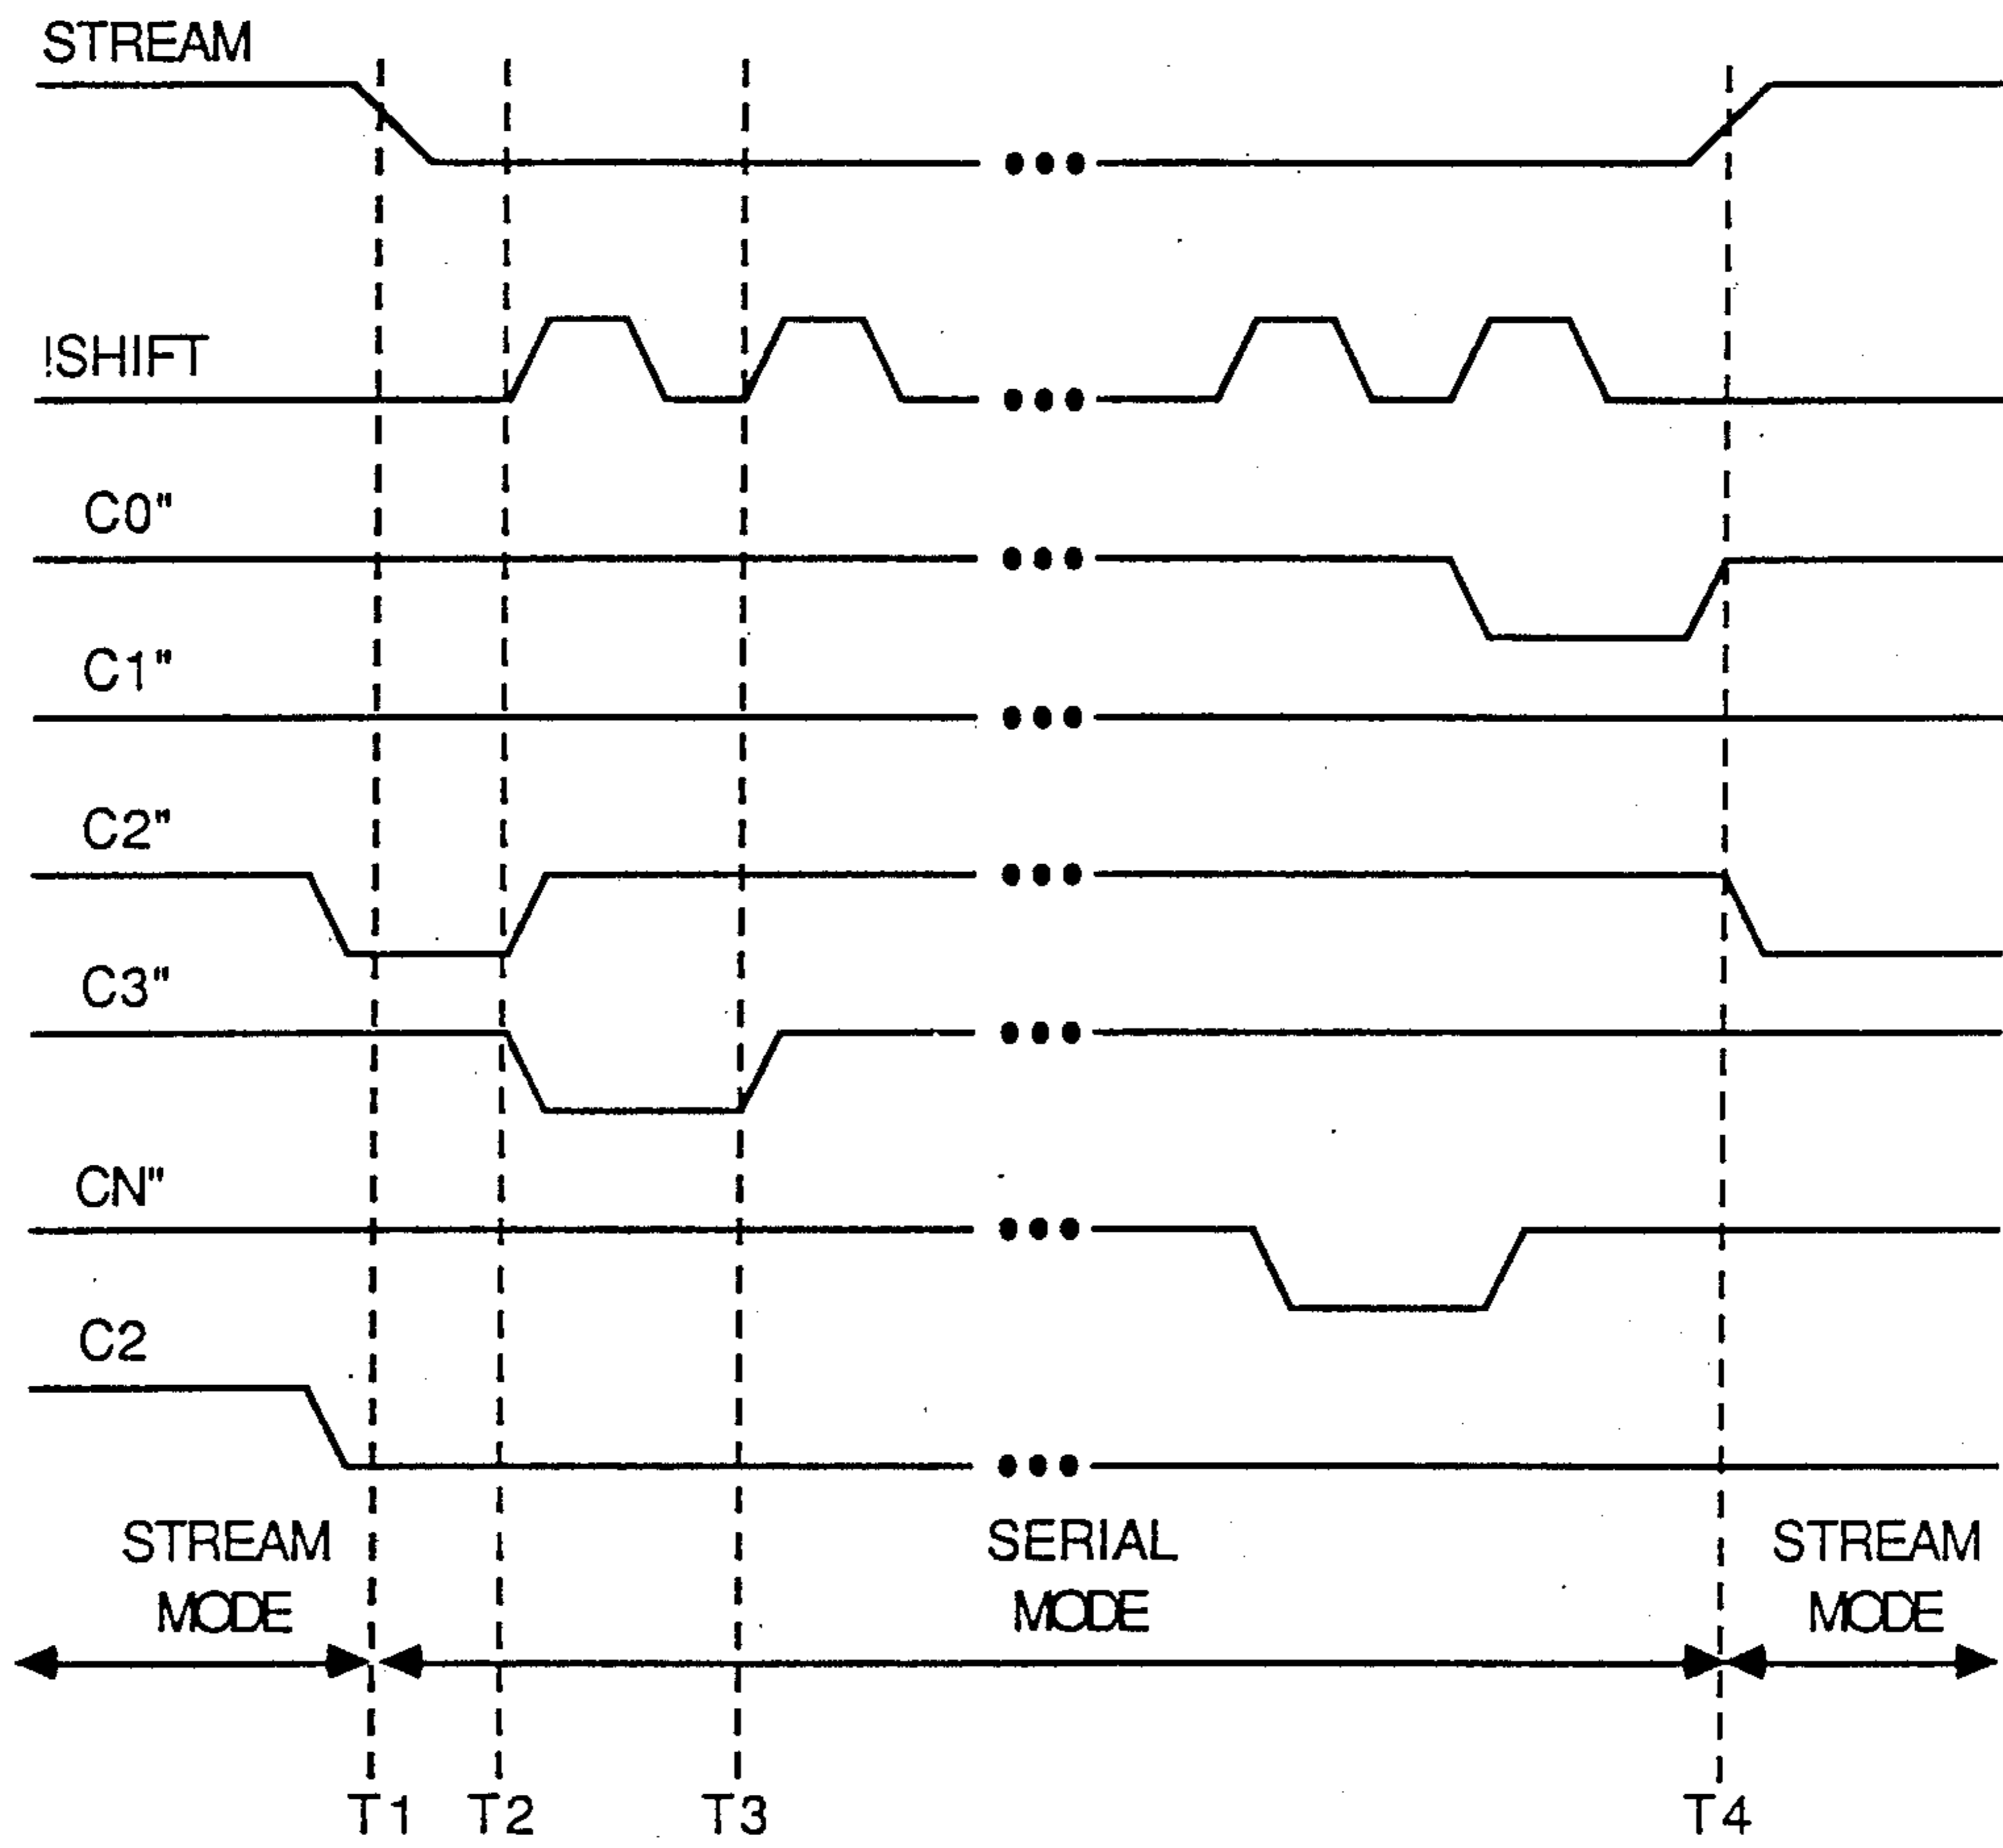 STREAM
!SHIFT
C0"
C1"
C2"
C3"
CN"
C2
STREAM
MODE
SERIAL
MODE
STREAM
MODE
T1 T2 T3 T4